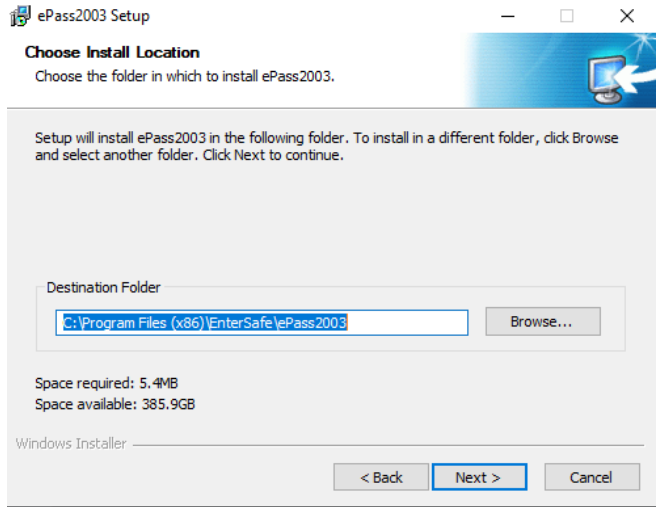 ePass2003 Setup
Choose Install Location
Choose the folder in which to install ePass2003.
Setup will install ePass2003 in the following folder. To install in a different folder, click Browse
and select another folder. Click Next to continue.
Destination Folder
C:\Program Files (x86)\EnterSafe\ePass2003
Browse...
Space required: 5.4MB
Space available: 385.9GB
Windows Installer
< Back
Next >
Cancel